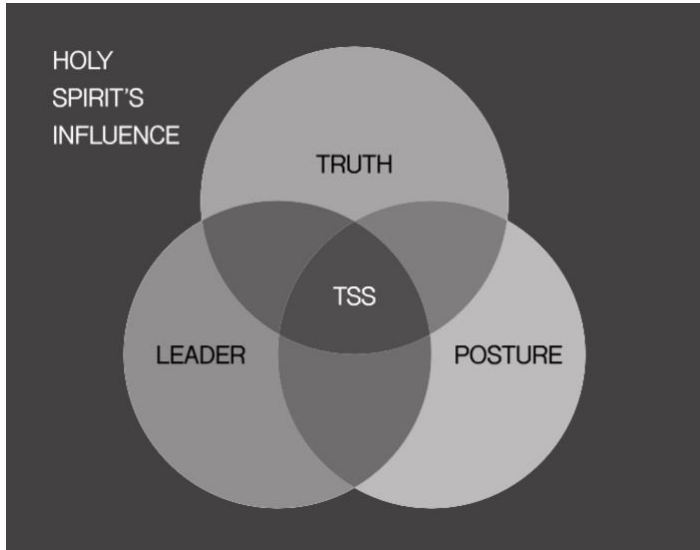 HOLY
SPIRIT'S
INFLUENCE
TRUTH
TSS
LEADER
POSTURE